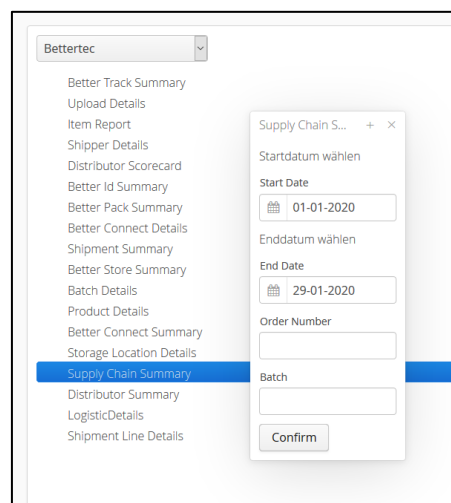 Bettertec
Better Track Summary
Upload Details
Item Report
Shipper Details
Distributor Scorecard
Better Id Summary
Better Pack Summary
Better Connect Details
Shipment Summary
Better Store Summary
Batch Details
Product Details
Better Connect Summary
Storage Location Details
Supply Chain Summary
Distributor Summary
LogisticDetails
Shipment Line Details
Supply Chain S... + ×
Startdatum wählen
Start Date
01-01-2020
Enddatum wählen
End Date
29-01-2020
Order Number
Batch
Confirm